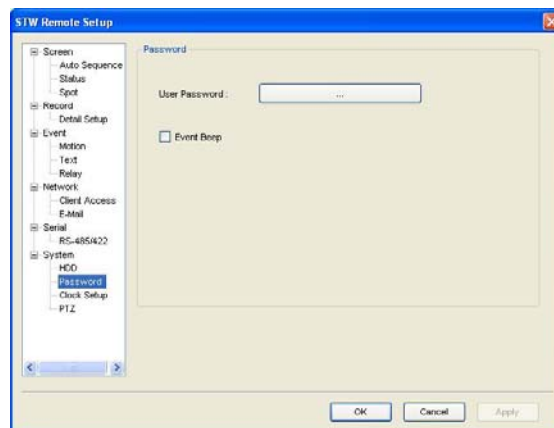 STW Remote Setup
Screen
Auto Sequence
Status
Spot
Record
Detail Setup
Event
Motion
Text
Relay
Network
Client Access
E-Mail
Serial
RS-485/422
System
HDD
Password
Clock Setup
PTZ
Password
User Password :
...
Event Beep
OK
Cancel
Apply